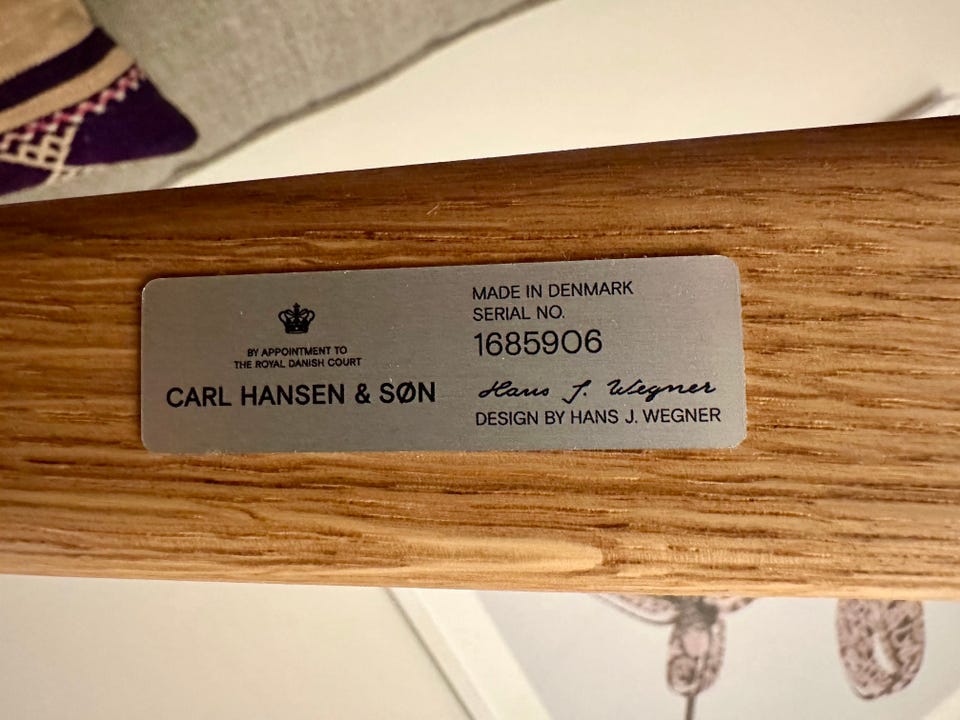 BY APPOINTMENT TO
THE ROYAL DANISH COURT
CARL HANSEN & SØN
MADE IN DENMARK
SERIAL NO.
1685906
Hans J. Wegner
DESIGN BY HANS J. WEGNER